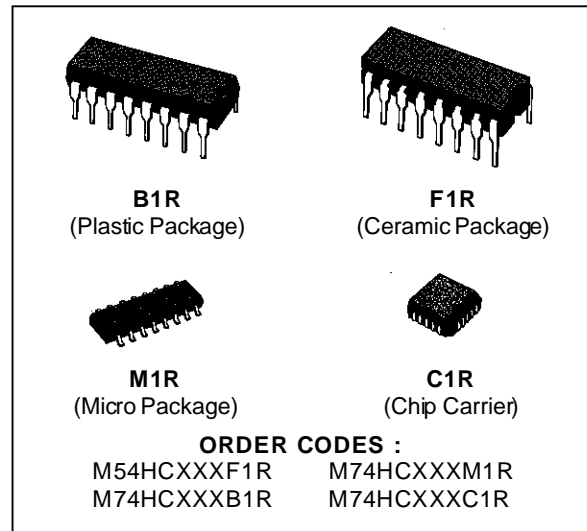 B1R
(Plastic Package)
F1R
(Ceramic Package)
M1R
(Micro Package)
C1R
(Chip Carrier)
ORDER CODES :
M54HCXXXF1R M74HCXXXM1R
M74HCXXXB1R M74HCXXXC1R